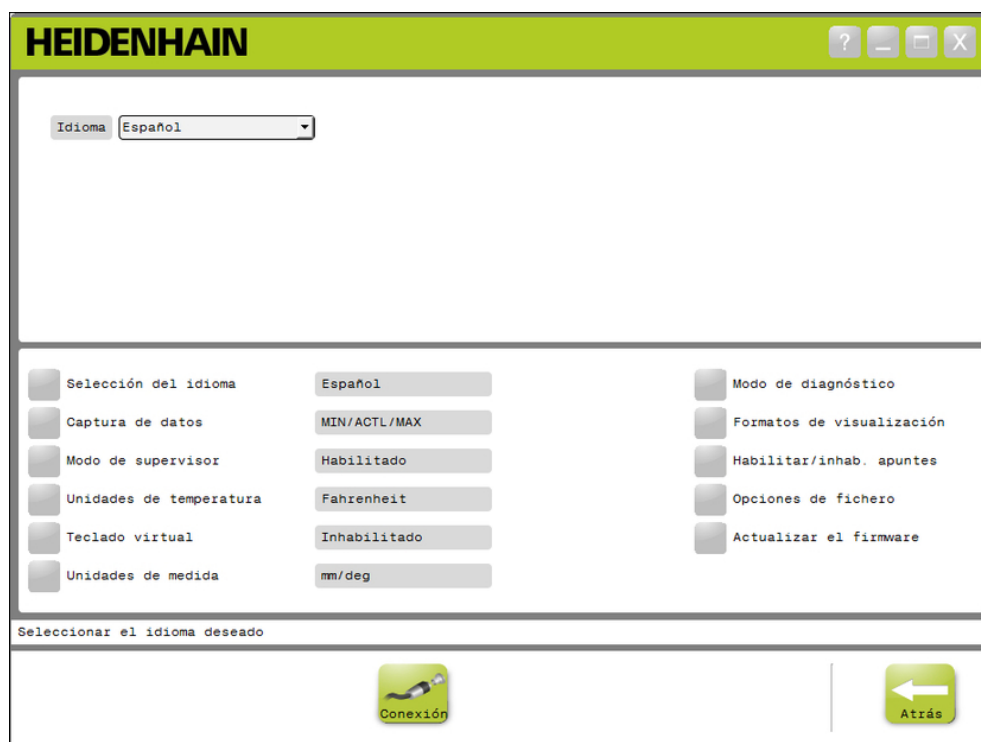 HEIDENHAIN
? _ X
Idioma Español
Selección del idioma Español Modo de diagnóstico
Captura de datos MIN/ACTL/MAX Formatos de visualización
Modo de supervisor Habilitado Habilitar/inhab. apuntes
Unidades de temperatura Fahrenheit Opciones de fichero
Teclado virtual Inhabilitado Actualizar el firmware
Unidades de medida mm/deg
Seleccionar el idioma deseado
Conexión Atrás